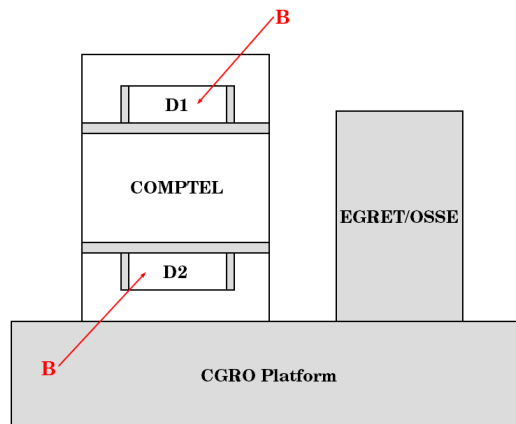 B
D1
COMPTEL
EGRET/OSSE
D2
B
CGRO Platform